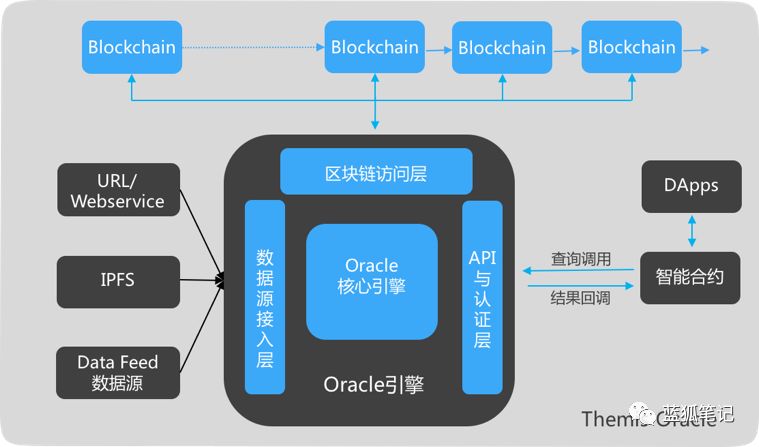 Blockchain
Blockchain
Blockchain
Blockchain
区块链访问层
URL/
Webservice
IPFS
Data Feed
数据源
数据源接入层
Oracle
核心引擎
API与认证层
Oracle引擎
查询调用
结果回调
DApps
智能合约
Themis Oracle
蓝狐笔记